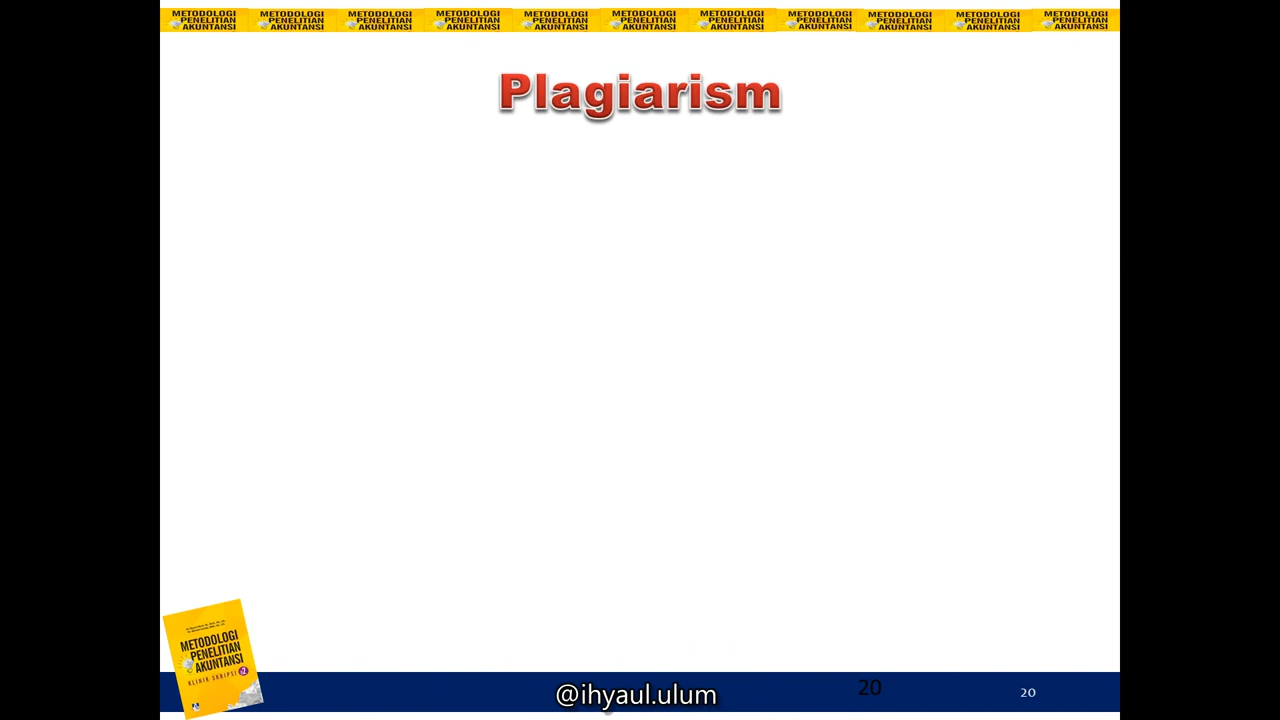 METODOLOGI PENELITIAN AKUNTANSI METODOLOGI PENELITIAN AKUNTANSI METODOLOGI PENELITIAN AKUNTANSI METODOLOGI PENELITIAN AKUNTANSI METODOLOGI PENELITIAN AKUNTANSI METODOLOGI PENELITIAN AKUNTANSI METODOLOGI PENELITIAN AKUNTANSI METODOLOGI PENELITIAN AKUNTANSI METODOLOGI PENELITIAN AKUNTANSI METODOLOGI PENELITIAN AKUNTANSI METODOLOGI PENELITIAN AKUNTANSI
Plagiarism
METODOLOGI
PENELITIAN
AKUNTANSI
KLINIK SKRIPSI
@ihyaul.ulum
20
20